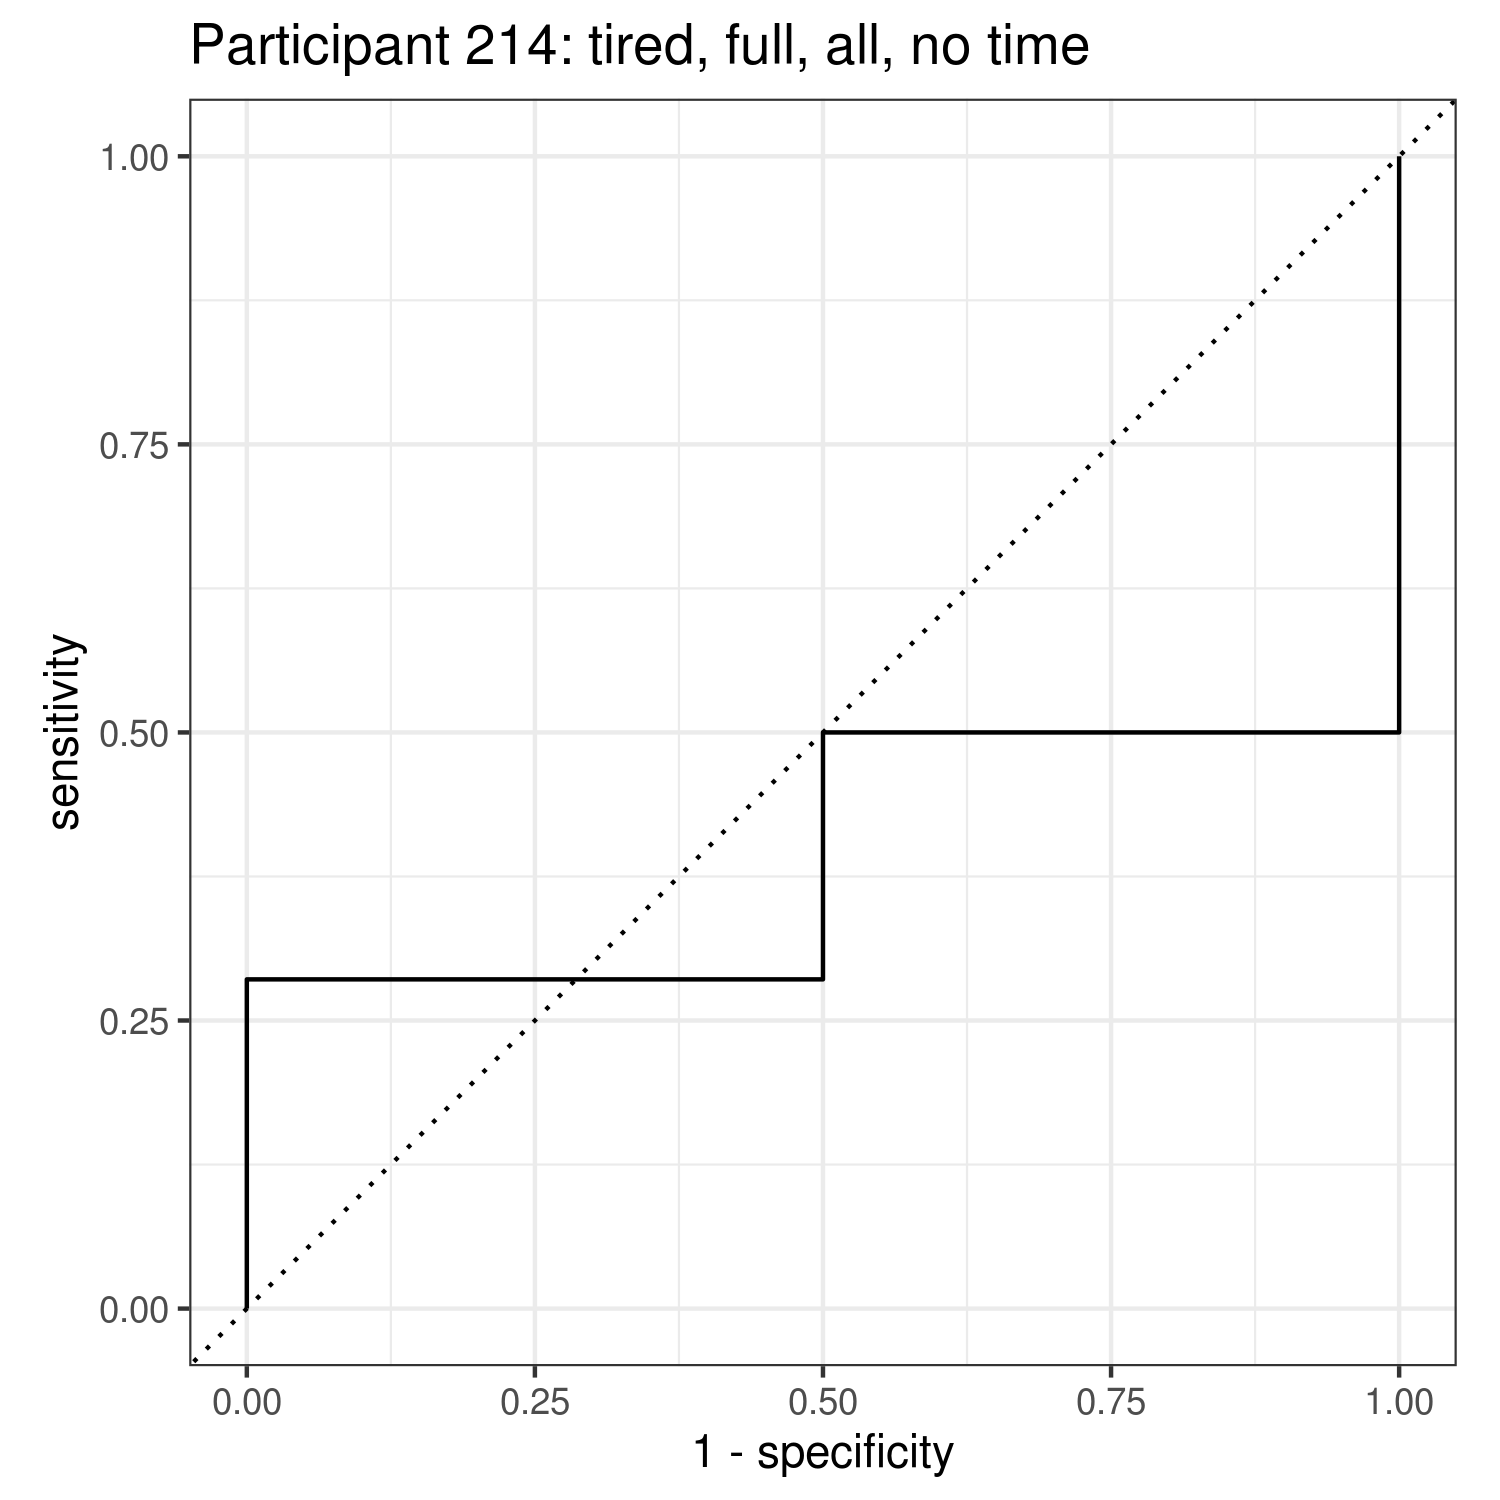 Participant 214: tired, full, all, no time
1.00
0.75
0.50
0.25
0.00
sensitivity
0.00 0.25 0.50 0.75 1.00
1 - specificity